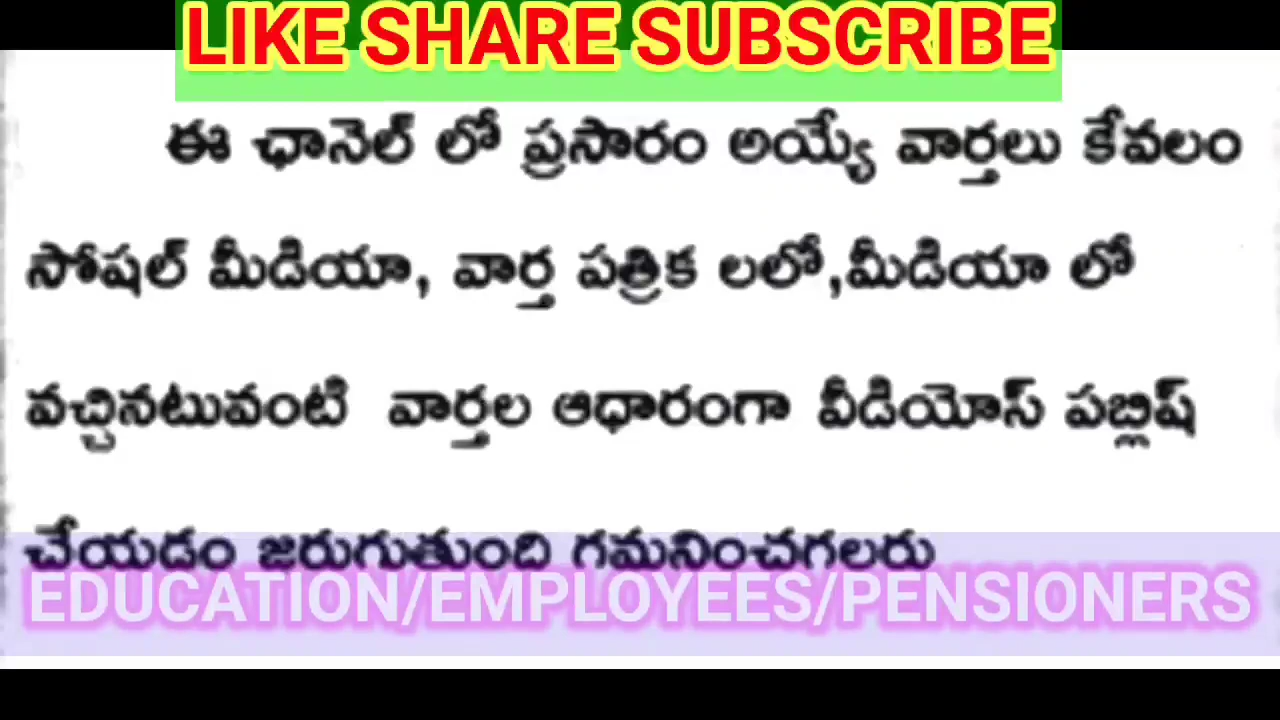 LIKE SHARE SUBSCRIBE
ఈ ఛానెల్ లో ప్రసారం అయ్యే వార్తలు కేవలం
సోషల్ మీడియా, వార్త పత్రిక లలో,మీడియా లో
వచ్చినటువంటి వార్తల ఆధారంగా వీడియోస్ పబ్లిష్
చేయడం జరుగుతుంది గమనించగలరు
EDUCATION/EMPLOYEES/PENSIONERS